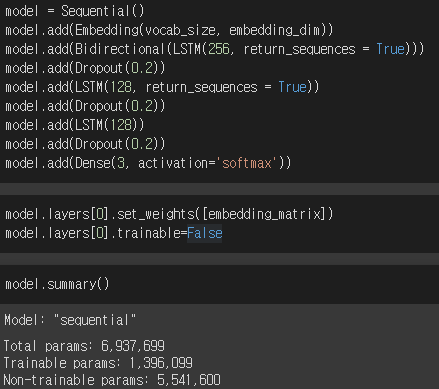 model = Sequential()
model.add(Embedding(vocab_size, embedding_dim))
model.add(Bidirectional(LSTM(256, return_sequences = True)))
model.add(Dropout(0.2))
model.add(LSTM(128, return_sequences = True))
model.add(Dropout(0.2))
model.add(LSTM(128))
model.add(Dropout(0.2))
model.add(Dense(3, activation='softmax'))
model.layers[0].set_weights([embedding_matrix])
model.layers[0].trainable=False
model.summary()
Model: "sequential"
Total params: 6,937,699
Trainable params: 1,396,099
Non-trainable params: 5,541,600